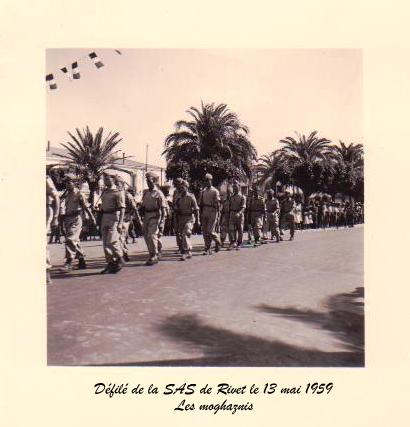 Défilé de la SAS de Rivet le 13 mai 1959
Les moghaznis